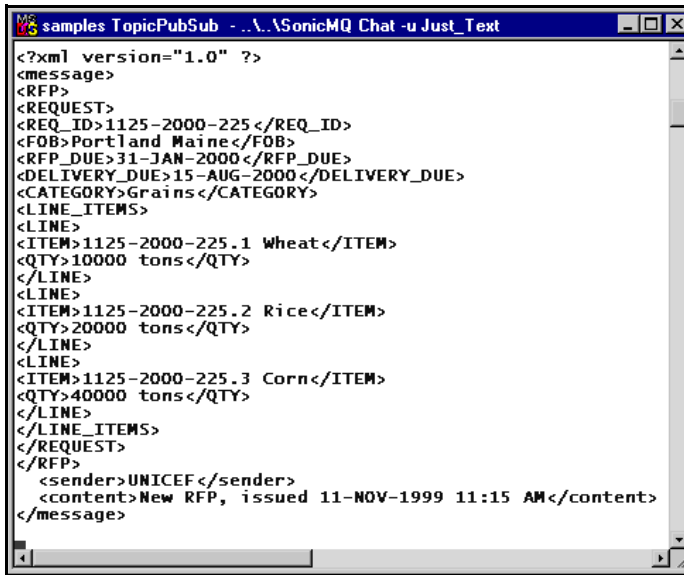 samples TopicPubSub - ..\..\SonicMQ Chat -u Just_Text
<?xml version="1.0" ?>
<message>
<RFP>
<REQUEST>
<REQ_ID>1125-2000-225</REQ_ID>
<FOB>Portland Maine</FOB>
<RFP_DUE>31-JAN-2000</RFP_DUE>
<DELIVERY_DUE>15-AUG-2000</DELIVERY_DUE>
<CATEGORY>Grains</CATEGORY>
<LINE_ITEMS>
<LINE>
<ITEM>1125-2000-225.1 Wheat</ITEM>
<QTY>10000 tons</QTY>
</LINE>
<LINE>
<ITEM>1125-2000-225.2 Rice</ITEM>
<QTY>20000 tons</QTY>
</LINE>
<LINE>
<ITEM>1125-2000-225.3 Corn</ITEM>
<QTY>40000 tons</QTY>
</LINE>
</LINE_ITEMS>
</REQUEST>
</RFP>
  <sender>UNICEF</sender>
  <content>New RFP, issued 11-NOV-1999 11:15 AM</content>
</message>